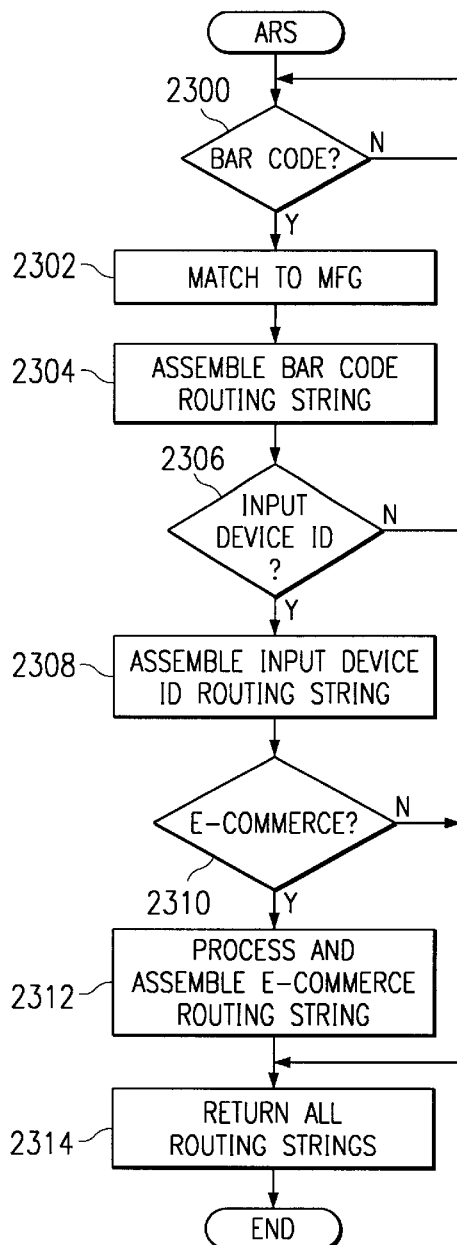 ARS
2300
BAR CODE?
N
Y
2302
MATCH TO MFG
2304
ASSEMBLE BAR CODE
ROUTING STRING
2306
INPUT
DEVICE ID
?
N
Y
2308
ASSEMBLE INPUT DEVICE
ID ROUTING STRING
E-COMMERCE?
N
2310
Y
2312
PROCESS AND
ASSEMBLE E-COMMERCE
ROUTING STRING
2314
RETURN ALL
ROUTING STRINGS
END